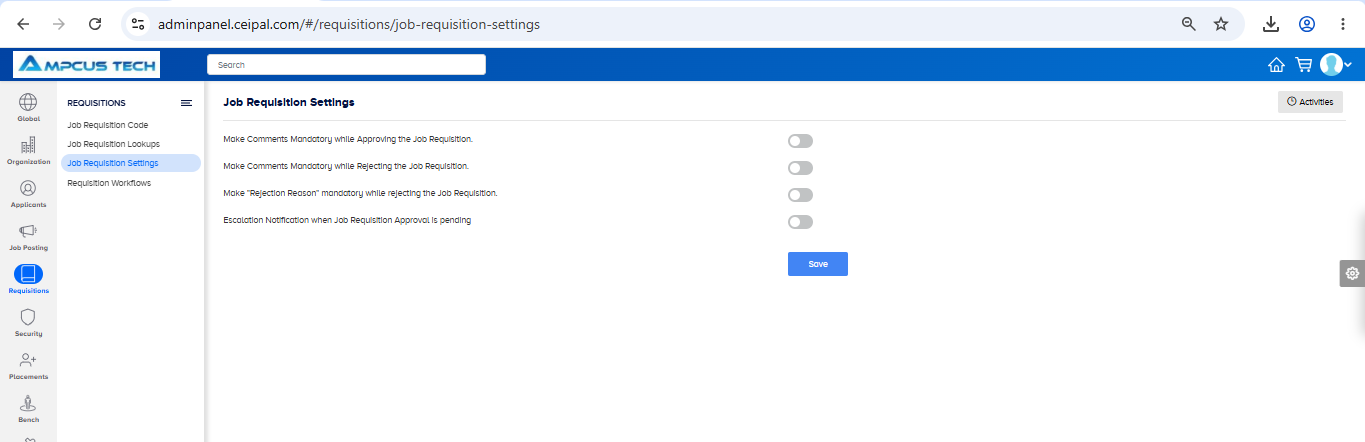 adminpanel.ceipal.com/#/requisitions/job-requisition-settings
AMPCUS TECH
Search
Global
Organization
Applicants
Job Posting
Requisitions
Security
Placements
Bench
REQUISITIONS
Job Requisition Code
Job Requisition Lookups
Job Requisition Settings
Requisition Workflows
Job Requisition Settings
Activities
Make Comments Mandatory while Approving the Job Requisition.
Make Comments Mandatory while Rejecting the Job Requisition.
Make "Rejection Reason" mandatory while rejecting the Job Requisition.
Escalation Notification when Job Requisition Approval is pending
Save